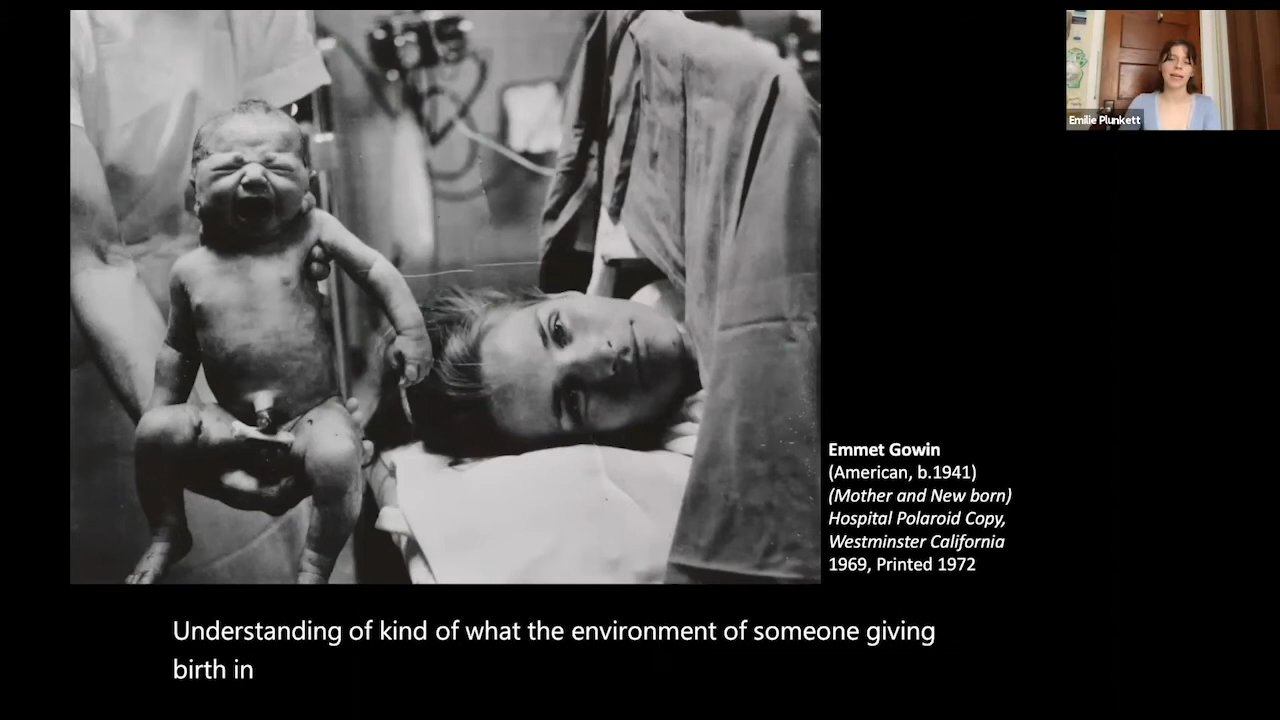 Emilie Plunkett
Emmet Gowin
(American, b.1941)
(Mother and New born)
Hospital Polaroid Copy,
Westminster California
1969, Printed 1972
Understanding of kind of what the environment of someone giving
birth in